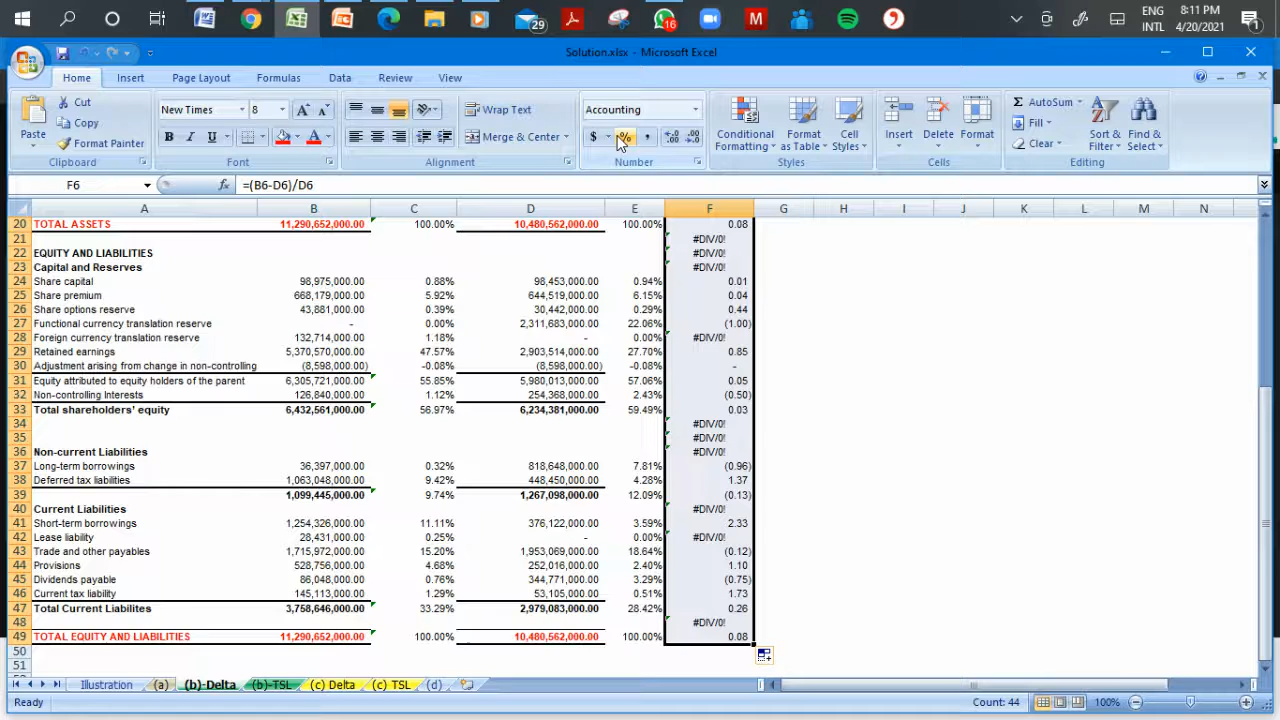 29
16
ENG
INTL
8:11 PM
4/20/2021
1
Solution.xlsx - Microsoft Excel
Home Insert Page Layout Formulas Data Review View
Paste
Cut
Copy
Format Painter
Clipboard
New Times 8
B I U A A
Font
Wrap Text
Merge & Center
Alignment
Accounting
$ % ,
Number
Conditional Formatting
Format as Table
Cell Styles
Styles
Insert Delete Format
Cells
AutoSum
Fill
Clear
Sort & Filter
Find & Select
Editing
F6 fx =(B6-D6)/D6
A B C D E F G H I J K L M N
20 TOTAL ASSETS 11,290,652,000.00 100.00% 10,480,562,000.00 100.00% 0.08
21 #DIV/0!
22 EQUITY AND LIABILITIES #DIV/0!
23 Capital and Reserves #DIV/0!
24 Share capital 98,975,000.00 0.88% 98,453,000.00 0.94% 0.01
25 Share premium 668,179,000.00 5.92% 644,519,000.00 6.15% 0.04
26 Share options reserve 43,881,000.00 0.39% 30,442,000.00 0.29% 0.44
27 Functional currency translation reserve - 0.00% 2,311,683,000.00 22.06% (1.00)
28 Foreign currency translation reserve 132,714,000.00 1.18% - 0.00% #DIV/0!
29 Retained earnings 5,370,570,000.00 47.57% 2,903,514,000.00 27.70% 0.85
30 Adjustment arising from change in non-controlling (8,598,000.00) -0.08% (8,598,000.00) -0.08% -
31 Equity attributed to equity holders of the parent 6,305,721,000.00 55.85% 5,980,013,000.00 57.06% 0.05
32 Non-controlling Interests 126,840,000.00 1.12% 254,368,000.00 2.43% (0.50)
33 Total shareholders' equity 6,432,561,000.00 56.97% 6,234,381,000.00 59.49% 0.03
34 #DIV/0!
35 #DIV/0!
36 Non-current Liabilities #DIV/0!
37 Long-term borrowings 36,397,000.00 0.32% 818,648,000.00 7.81% (0.96)
38 Deferred tax liabilities 1,063,048,000.00 9.42% 448,450,000.00 4.28% 1.37
39 1,099,445,000.00 9.74% 1,267,098,000.00 12.09% (0.13)
40 Current Liabilities #DIV/0!
41 Short-term borrowings 1,254,326,000.00 11.11% 376,122,000.00 3.59% 2.33
42 Lease liability 28,431,000.00 0.25% - 0.00% #DIV/0!
43 Trade and other payables 1,715,972,000.00 15.20% 1,953,069,000.00 18.64% (0.12)
44 Provisions 528,756,000.00 4.68% 252,016,000.00 2.40% 1.10
45 Dividends payable 86,048,000.00 0.76% 344,771,000.00 3.29% (0.75)
46 Current tax liability 145,113,000.00 1.29% 53,105,000.00 0.51% 1.73
47 Total Current Liabilites 3,758,646,000.00 33.29% 2,979,083,000.00 28.42% 0.26
48 #DIV/0!
49 TOTAL EQUITY AND LIABILITIES 11,290,652,000.00 100.00% 10,480,562,000.00 100.00% 0.08
50
51
Illustration (a) (b)-Delta (b)-TSL (c) Delta (c) TSL (d)
Ready Count: 44 100%